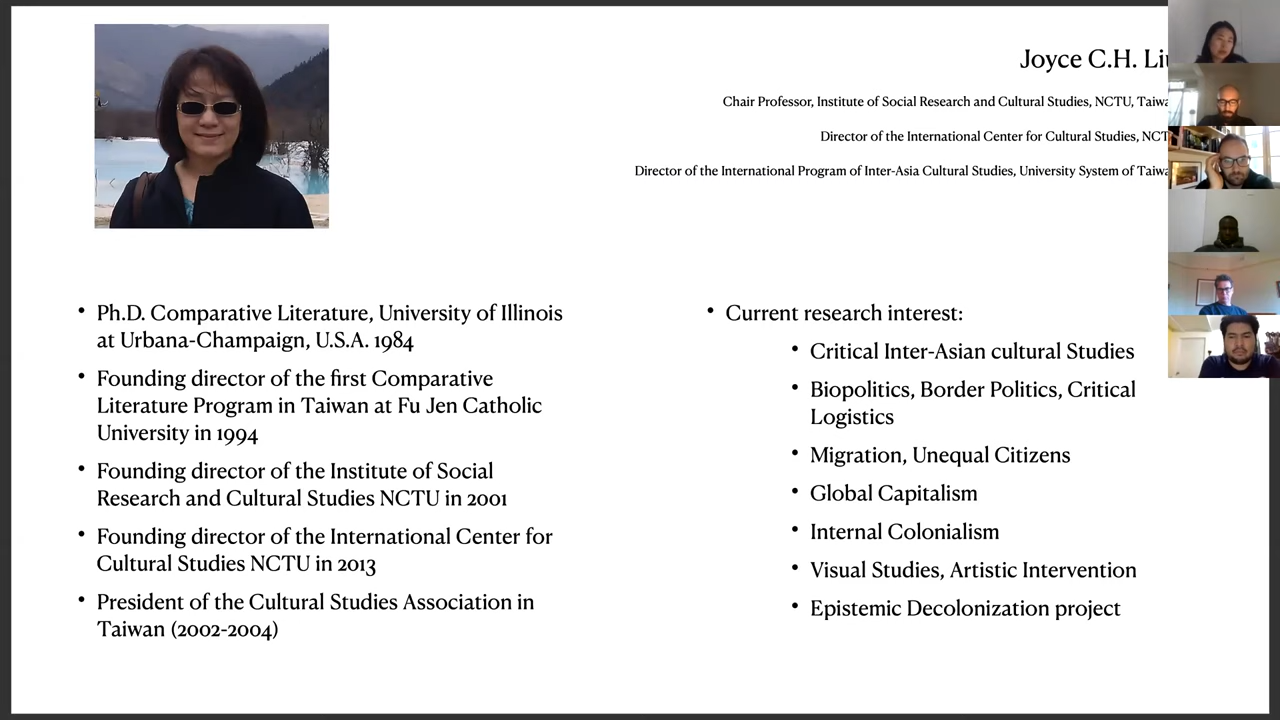 Joyce C.H.
Chair Professor, Institute of Social Research and Cultural Studies, NCTU,
Director of the International Center for Cultural Studies,
Director of the International Program of Inter-Asia Cultural Studies, University System of
• Ph.D. Comparative Literature, University of Illinois
at Urbana-Champaign, U.S.A. 1984
• Founding director of the first Comparative
Literature Program in Taiwan at Fu Jen Catholic
University in 1994
• Founding director of the Institute of Social
Research and Cultural Studies NCTU in 2001
• Founding director of the International Center for
Cultural Studies NCTU in 2013
• President of the Cultural Studies Association in
Taiwan (2002-2004)
• Current research interest:
• Critical Inter-Asian cultural Studies
• Biopolitics, Border Politics, Critical
Logistics
• Migration, Unequal Citizens
• Global Capitalism
• Internal Colonialism
• Visual Studies, Artistic Intervention
• Epistemic Decolonization project